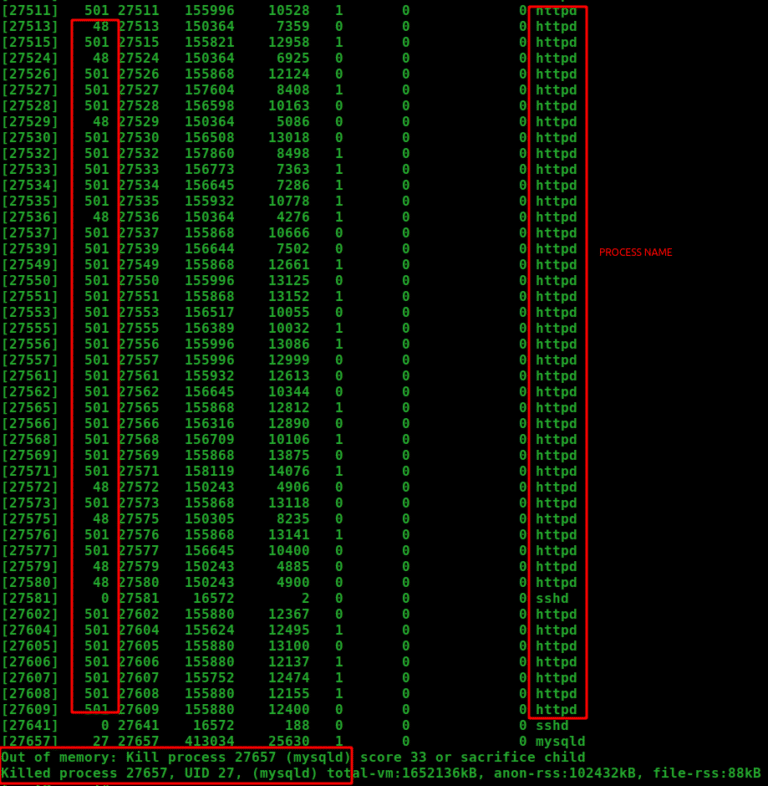 [27511] 501 27511 155996 10528 1 0 0 httpd
[27513] 48 27513 150364 7359 0 0 0 httpd
[27515] 501 27515 155821 12958 1 0 0 httpd
[27524] 48 27524 150364 6925 0 0 0 httpd
[27526] 501 27526 155868 12124 0 0 0 httpd
[27527] 501 27527 157604 8408 1 0 0 httpd
[27528] 501 27528 156598 10163 0 0 0 httpd
[27529] 48 27529 150364 5086 0 0 0 httpd
[27530] 501 27530 156508 13018 0 0 0 httpd
[27532] 501 27532 157860 8498 1 0 0 httpd
[27533] 501 27533 156773 7363 1 0 0 httpd
[27534] 501 27534 156645 7286 1 0 0 httpd
[27535] 501 27535 155932 10778 1 0 0 httpd
[27536] 48 27536 150364 4276 1 0 0 httpd
[27537] 501 27537 155868 10666 0 0 0 httpd
[27539] 501 27539 156644 7502 0 0 0 httpd
PROCESS NAME
[27549] 501 27549 155868 12661 1 0 0 httpd
[27550] 501 27550 155996 13125 0 0 0 httpd
[27551] 501 27551 155868 13152 1 0 0 httpd
[27553] 501 27553 156517 10055 0 0 0 httpd
[27555] 501 27555 156389 10032 1 0 0 httpd
[27556] 501 27556 155996 13086 1 0 0 httpd
[27557] 501 27557 155996 12999 0 0 0 httpd
[27561] 501 27561 155932 12613 0 0 0 httpd
[27562] 501 27562 156645 10344 0 0 0 httpd
[27565] 501 27565 155868 12812 1 0 0 httpd
[27566] 501 27566 156316 12890 0 0 0 httpd
[27568] 501 27568 156709 10106 1 0 0 httpd
[27569] 501 27569 155868 13875 0 0 0 httpd
[27571] 501 27571 158119 14076 1 0 0 httpd
[27572] 48 27572 150243 4906 0 0 0 httpd
[27573] 501 27573 155868 13118 0 0 0 httpd
[27575] 48 27575 150305 8235 0 0 0 httpd
[27576] 501 27576 155868 13141 1 0 0 httpd
[27577] 501 27577 156645 10400 0 0 0 httpd
[27579] 48 27579 150243 4885 0 0 0 httpd
[27580] 48 27580 150243 4900 0 0 0 httpd
[27581] 0 27581 16572 2 0 0 0 sshd
[27602] 501 27602 155880 12367 0 0 0 httpd
[27604] 501 27604 155624 12495 1 0 0 httpd
[27605] 501 27605 155880 13100 0 0 0 httpd
[27606] 501 27606 155880 12137 1 0 0 httpd
[27607] 501 27607 155752 12474 1 0 0 httpd
[27608] 501 27608 155880 12155 1 0 0 httpd
[27609] 501 27609 155880 12400 0 0 0 httpd
[27641] 0 27641 16572 188 0 0 0 sshd
[27657] 27 27657 413034 25630 1 0 0 mysqld
Out of memory: Kill process 27657 (mysqld) score 33 or sacrifice child
Killed process 27657, UID 27, (mysqld) total-vm:1652136kB, anon-rss:102432kB, file-rss:88kB